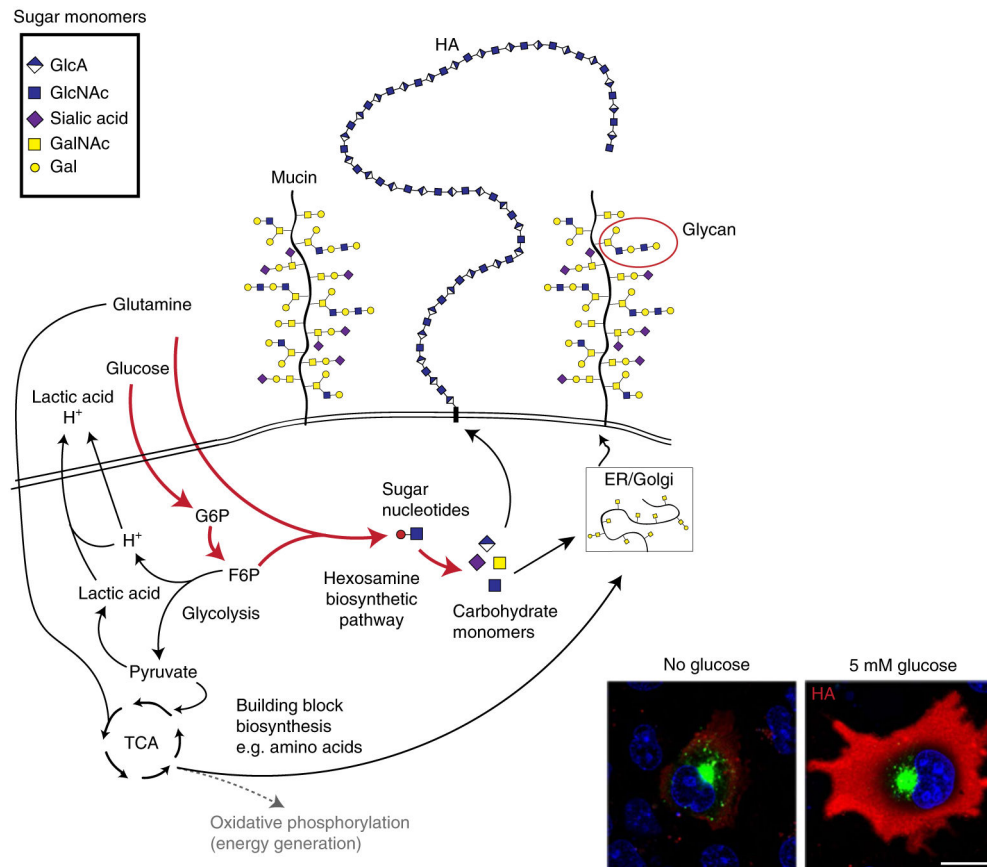 Sugar monomers
GlcA
GlcNAc
Sialic acid
GalNAc
Gal
HA
Mucin
Glycan
Glutamine
Glucose
Lactic acid
H+
G6P
H+
F6P
Lactic acid
Glycolysis
Pyruvate
TCA
Sugar
nucleotides
Hexosamine
biosynthetic
pathway
Carbohydrate
monomers
ER/Golgi
Building block
biosynthesis
e.g. amino acids
Oxidative phosphorylation
(energy generation)
No glucose
5 mM glucose
HA